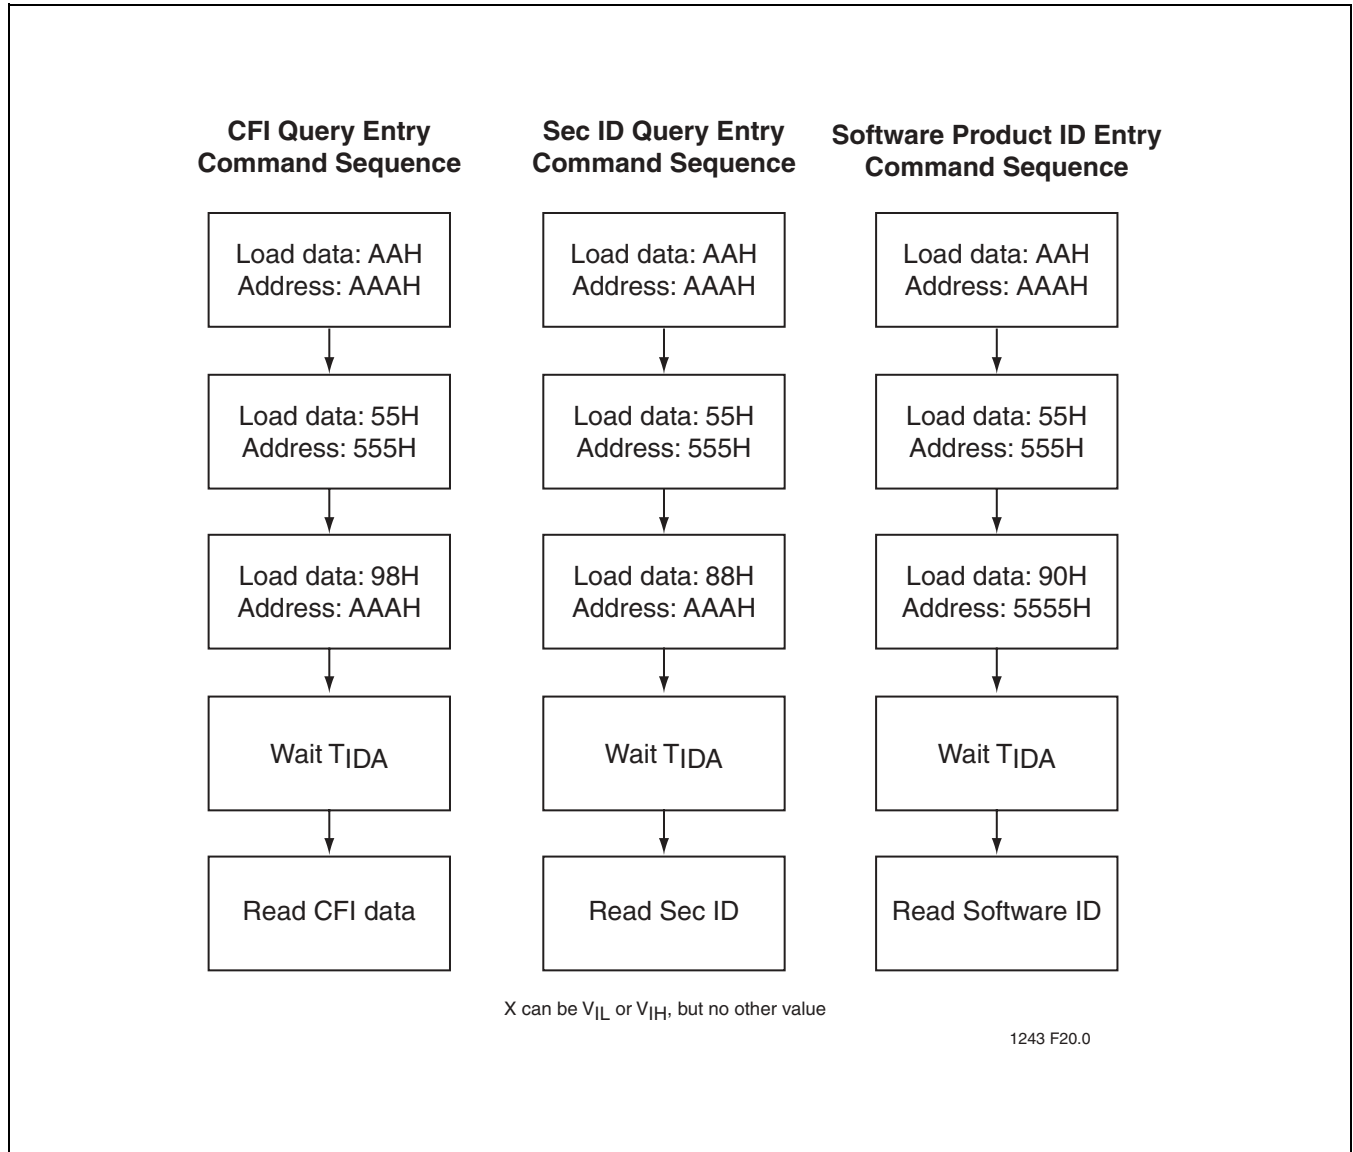 CFI Query Entry
Command Sequence
Load data: AAH
Address: AAAH
Load data: 55H
Address: 555H
Load data: 98H
Address: AAAH
Wait TIDA
Read CFI data
Sec ID Query Entry
Command Sequence
Load data: AAH
Address: AAAH
Load data: 55H
Address: 555H
Load data: 88H
Address: AAAH
Wait TIDA
Read Sec ID
Software Product ID Entry
Command Sequence
Load data: AAH
Address: AAAH
Load data: 55H
Address: 555H
Load data: 90H
Address: 5555H
Wait TIDA
Read Software ID
X can be VIL or VIH, but no other value
1243 F20.0